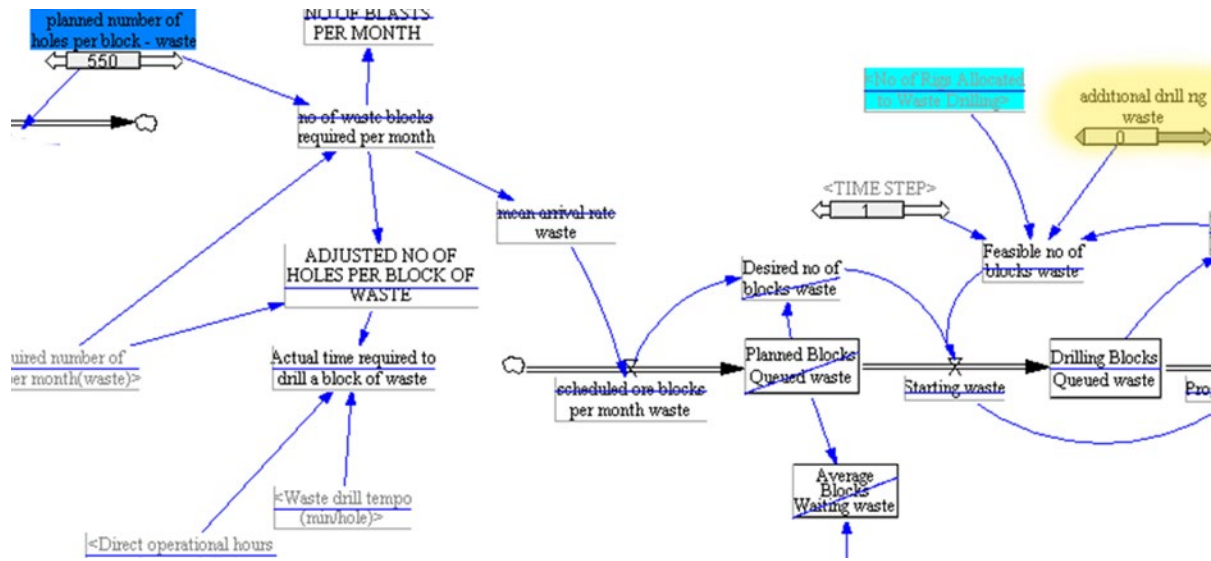 planned number of
holes per block - waste
550
NO OF BLASTS
PER MONTH
no of waste blocks
required per month
<No of Rigs Allocated
to Waste Drilling>
additional drill ng
waste
0
<TIME STEP>
1
mean arrival rate
waste
Feasible no of
blocks waste
ADJUSTED NO OF
HOLES PER BLOCK OF
WASTE
Desired no of
blocks waste
uired number of
per month(waste)>
Actual time required to
drill a block of waste
scheduled ore blocks
per month waste
Planned Blocks
Queued waste
Starting waste
Drilling Blocks
Queued waste
Pro
Average
Blocks
Waiting waste
<Waste drill tempo
(min/hole)>
<Direct operational hours